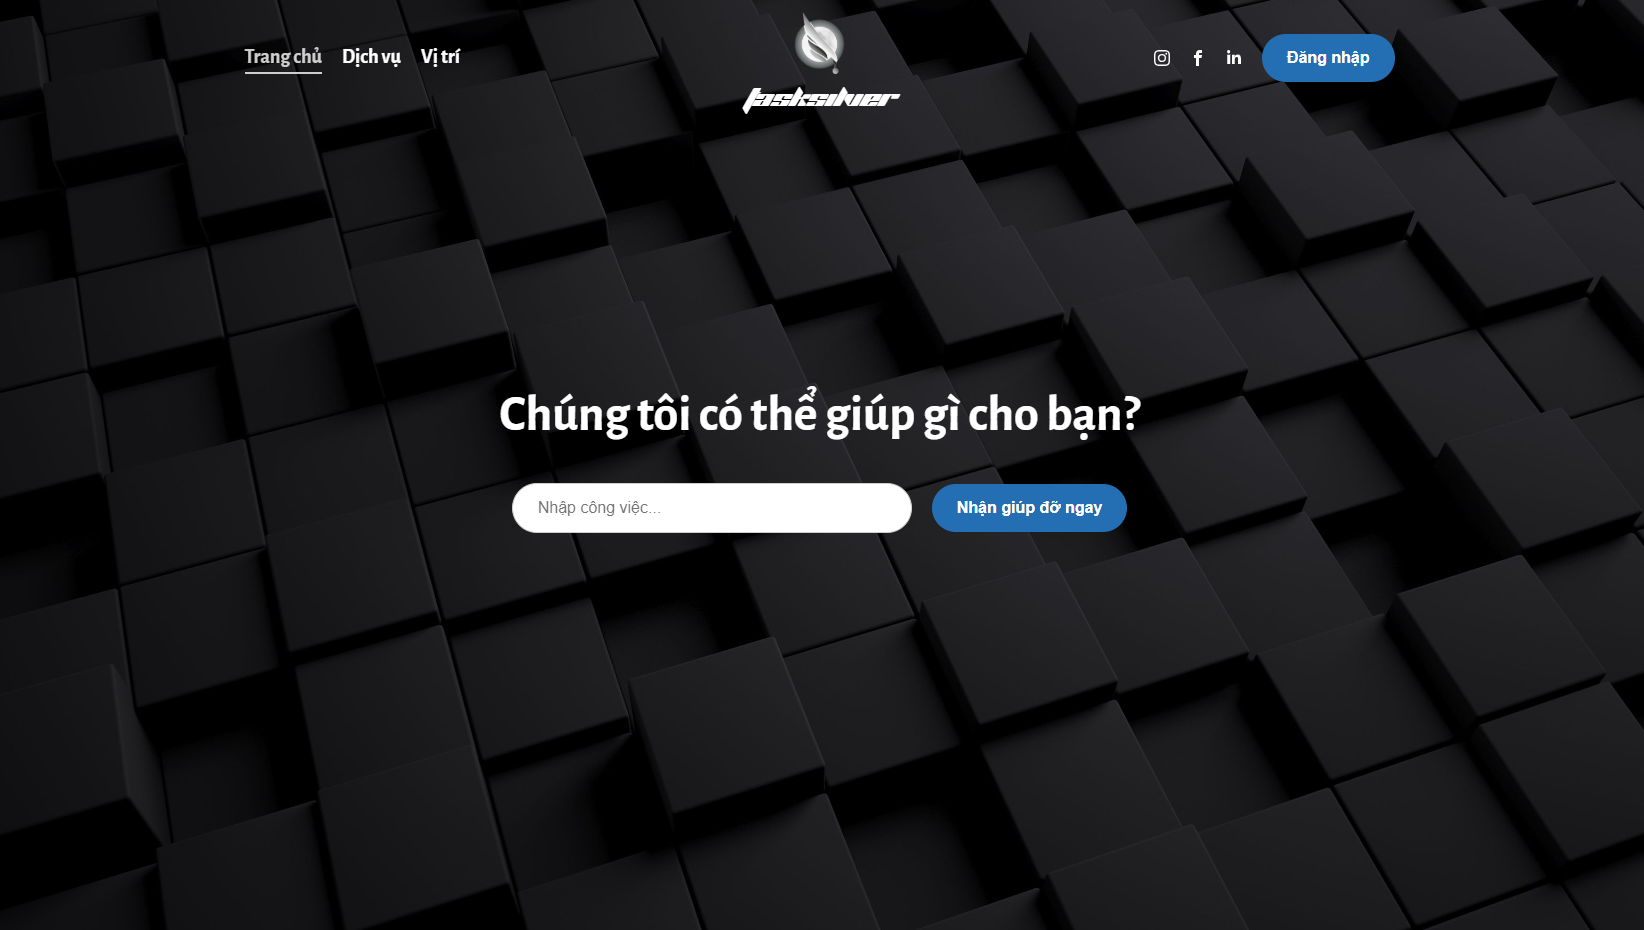 Trang chủ
Dịch vụ
Vị trí
tasksilver
Đăng nhập
Chúng tôi có thể giúp gì cho bạn?
Nhập công việc...
Nhận giúp đỡ ngay